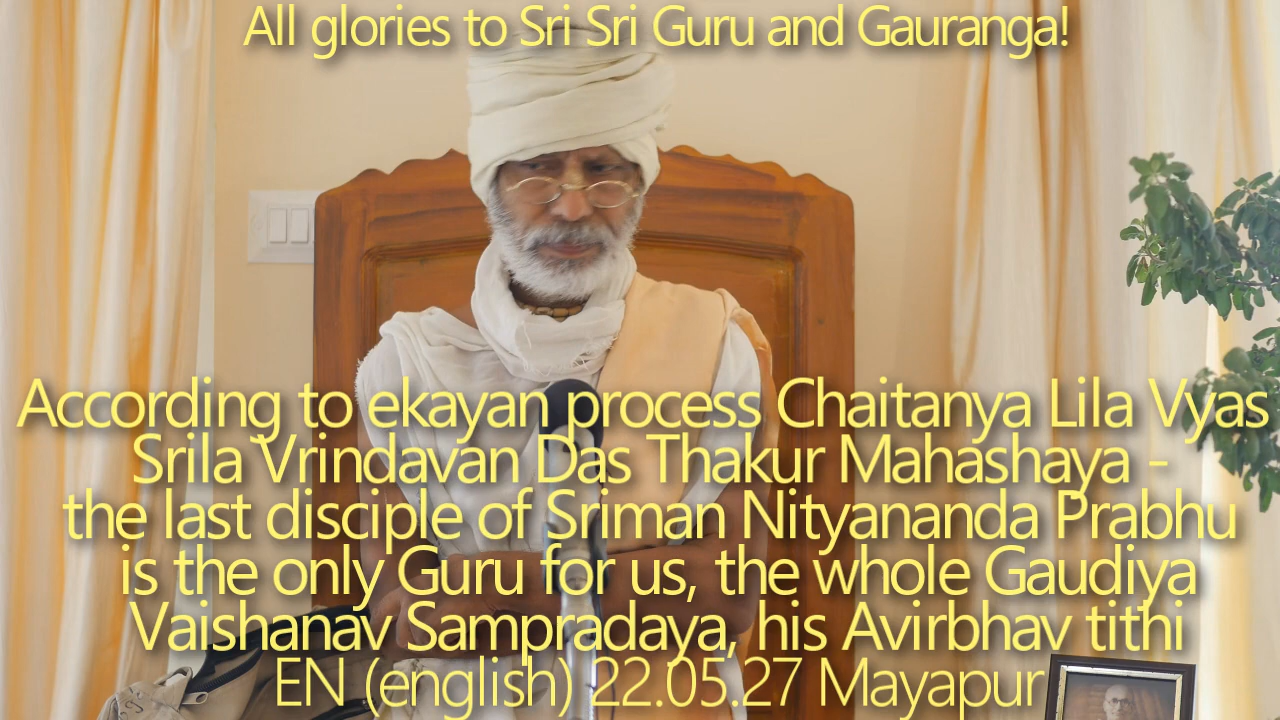 All glories to Sri Sri Guru and Gauranga!
According to ekayan process Chaitanya Lila Vyas
Srila Vrindavan Das Thakur Mahashaya -
the last disciple of Sriman Nityananda Prabhu
is the only Guru for us, the whole Gaudiya
Vaishanav Sampradaya, his Avirbhav tithi
EN (english) 22.05.27 Mayapur